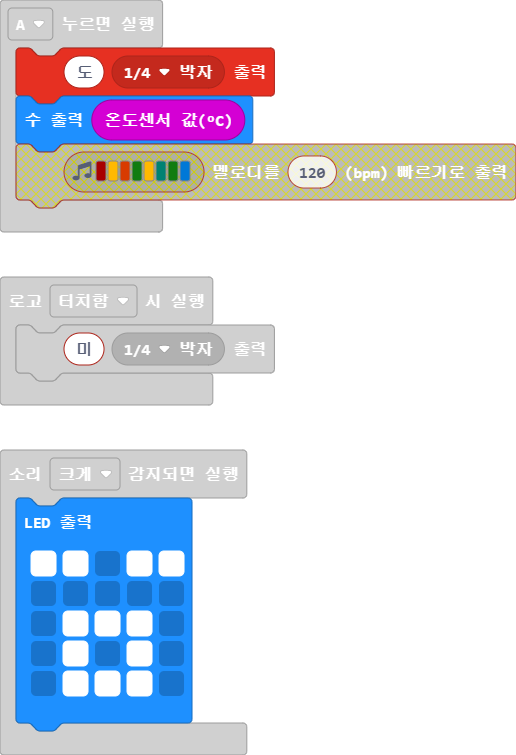 A 누르면 실행
도 1/4 박자 출력
수 출력 온도센서 값(ºC)
멜로디를 120 (bpm) 빠르기로 출력
로고 터치함 시 실행
미 1/4 박자 출력
소리 크게 감지되면 실행
LED 출력